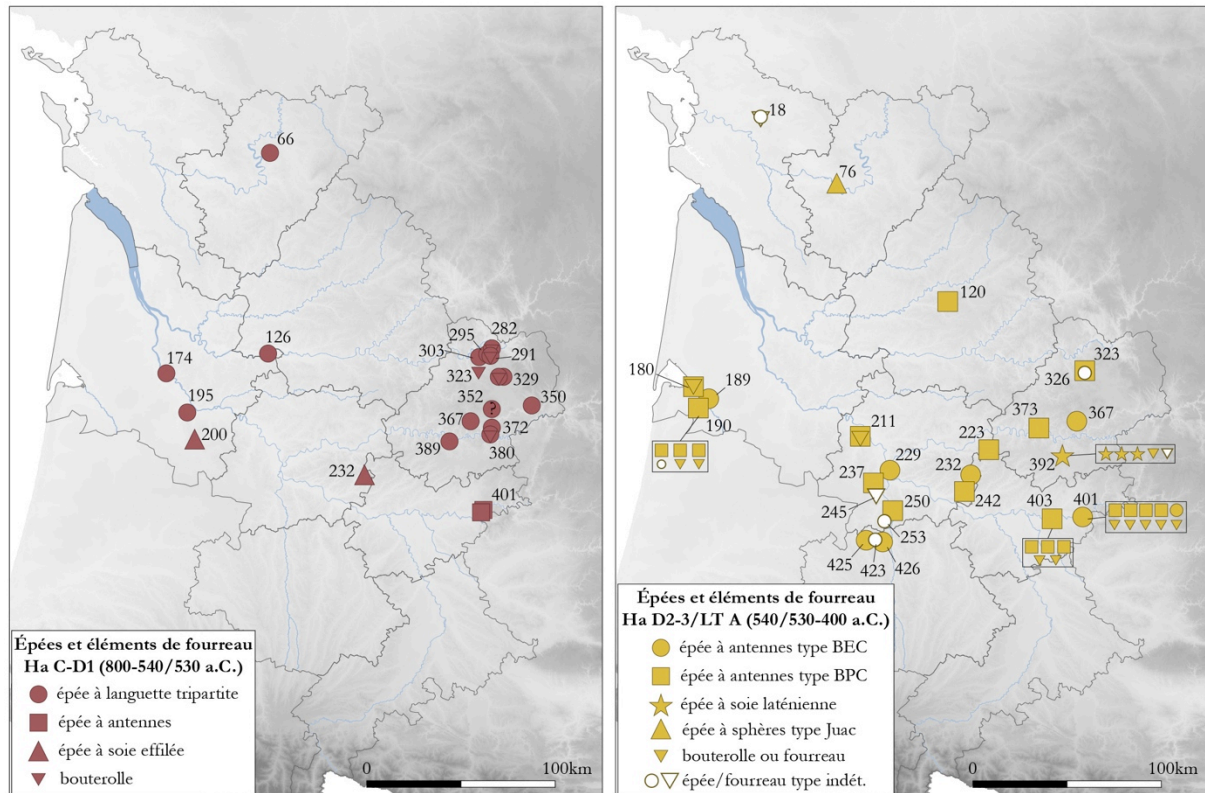 66
126
174
195
200
232
303
295
282
291
323
329
352
?
350
367
372
389
380
401
Épées et éléments de fourreau
Ha C-D1 (800-540/530 a.C.)
épée à languette tripartite
épée à antennes
épée à soie effilée
bouterolle
0
100km
18
76
120
180
189
190
211
229
223
237
232
245
250
242
253
425
423
426
323
326
373
367
392
403
401
Épées et éléments de fourreau
Ha D2-3/LT A (540/530-400 a.C.)
épée à antennes type BEC
épée à antennes type BPC
épée à soie laténienne
épée à sphères type Juac
bouterolle ou fourreau
épée/fourreau type indét.
0
100km